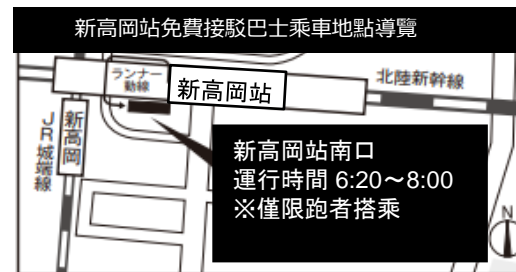 新高岡站免費接駁巴士乘車地點導覽
ランナー
動線
新高岡站
北陸新幹線
新高岡
JR城端線
新高岡站南口
運行時間 6:20～8:00
※僅限跑者搭乘
N